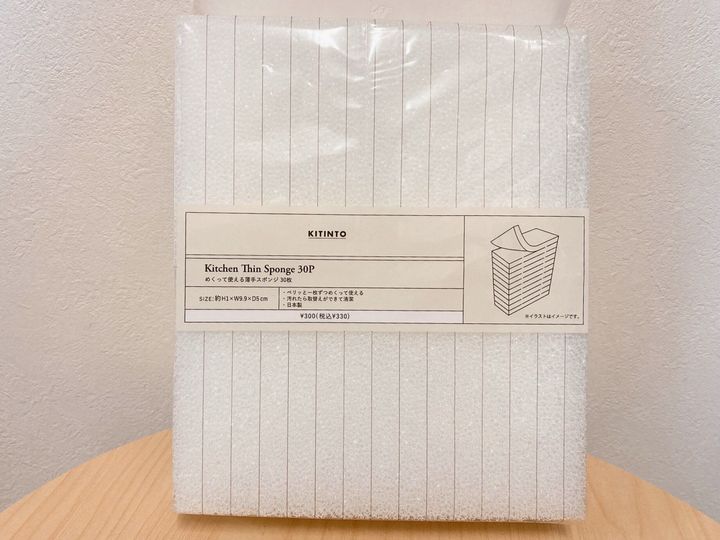 KITINTO
Kitchen Thin Sponge 30P
めくって使える薄手スポンジ 30枚
SIZE:約H1×W9.9×D5cm
・ペリッと一枚ずつめくって使える
・汚れたら取替えができて清潔
・日本製
¥300(税込¥330)
※イラストはイメージです。